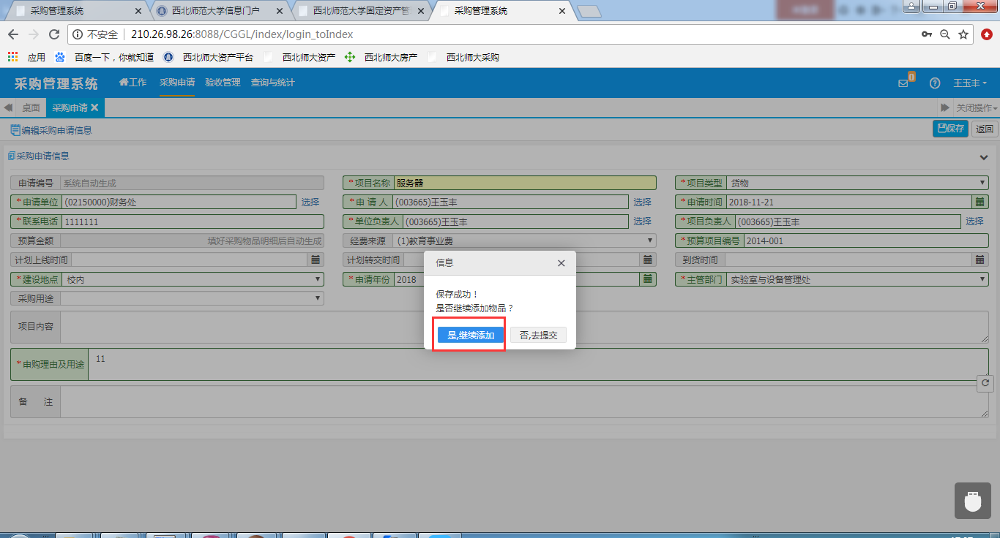 采购管理系统
西北师范大学信息门户
西北师范大学固定资产管
采购管理系统
不安全
210.26.98.26:8088/CGGL/index/login_toIndex
应用
百度一下，你就知道
西北师大资产平台
西北师大资产
西北师大房产
西北师大采购
采购管理系统
工作
采购申请
验收管理
查询与统计
0
王玉丰
桌面
采购申请
关闭操作
编辑采购申请信息
保存
返回
采购申请信息
申请编号 系统自动生成
*项目名称 服务器
*项目类型 货物
*申请单位 (02150000)财务处 选择
*申 请 人 (003665)王玉丰 选择
*申请时间 2018-11-21
*联系电话 1111111
*单位负责人 (003665)王玉丰 选择
*项目负责人 (003665)王玉丰 选择
预算金额 填好采购物品明细后自动生成
经费来源 (1)教育事业费
*预算项目编号 2014-001
计划上线时间
计划转交时间
到货时间
*建设地点 校内
*申请年份 2018
*主管部门 实验室与设备管理处
采购用途
项目内容
*申购理由及用途 11
备 注
信息
保存成功！
是否继续添加物品？
是,继续添加
否,去提交